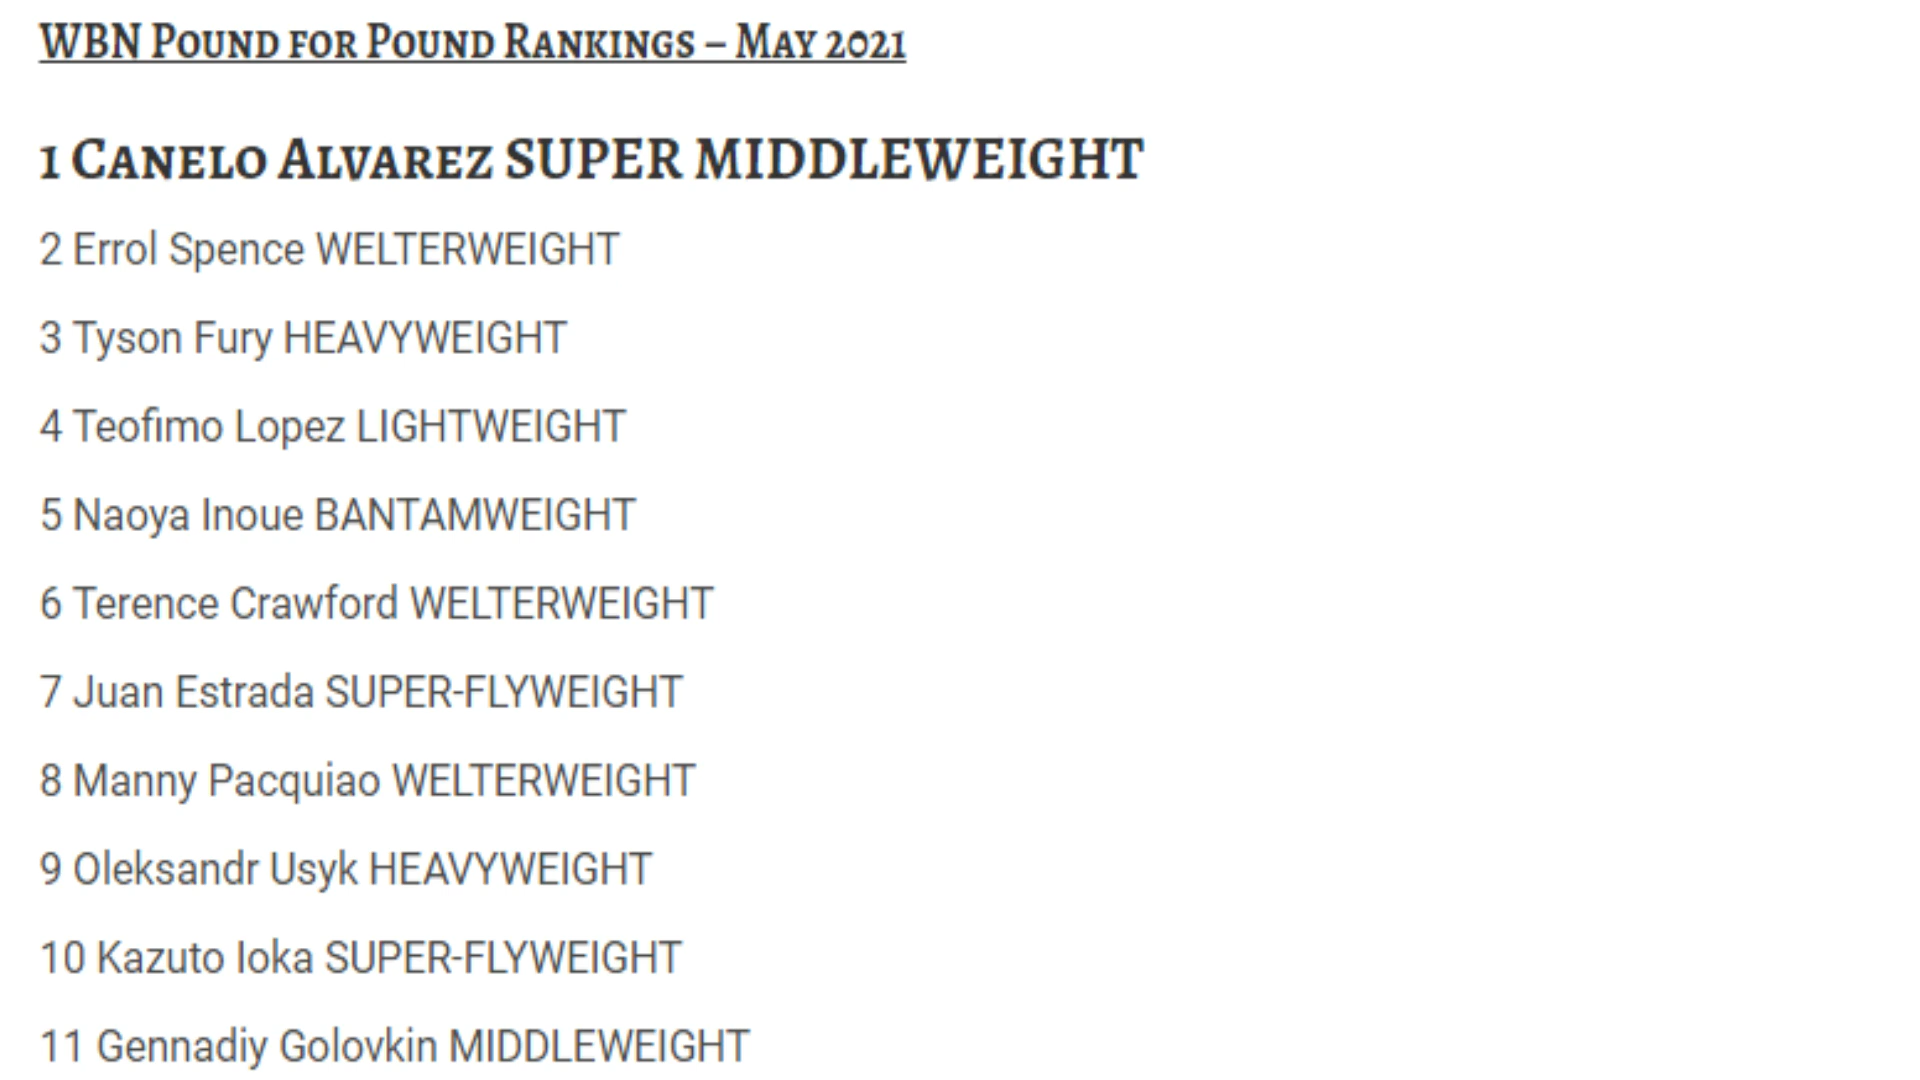 WBN Pound for Pound Rankings – May 2021
1 Canelo Alvarez SUPER MIDDLEWEIGHT
2 Errol Spence WELTERWEIGHT
3 Tyson Fury HEAVYWEIGHT
4 Teofimo Lopez LIGHTWEIGHT
5 Naoya Inoue BANTAMWEIGHT
6 Terence Crawford WELTERWEIGHT
7 Juan Estrada SUPER-FLYWEIGHT
8 Manny Pacquiao WELTERWEIGHT
9 Oleksandr Usyk HEAVYWEIGHT
10 Kazuto Ioka SUPER-FLYWEIGHT
11 Gennadiy Golovkin MIDDLEWEIGHT